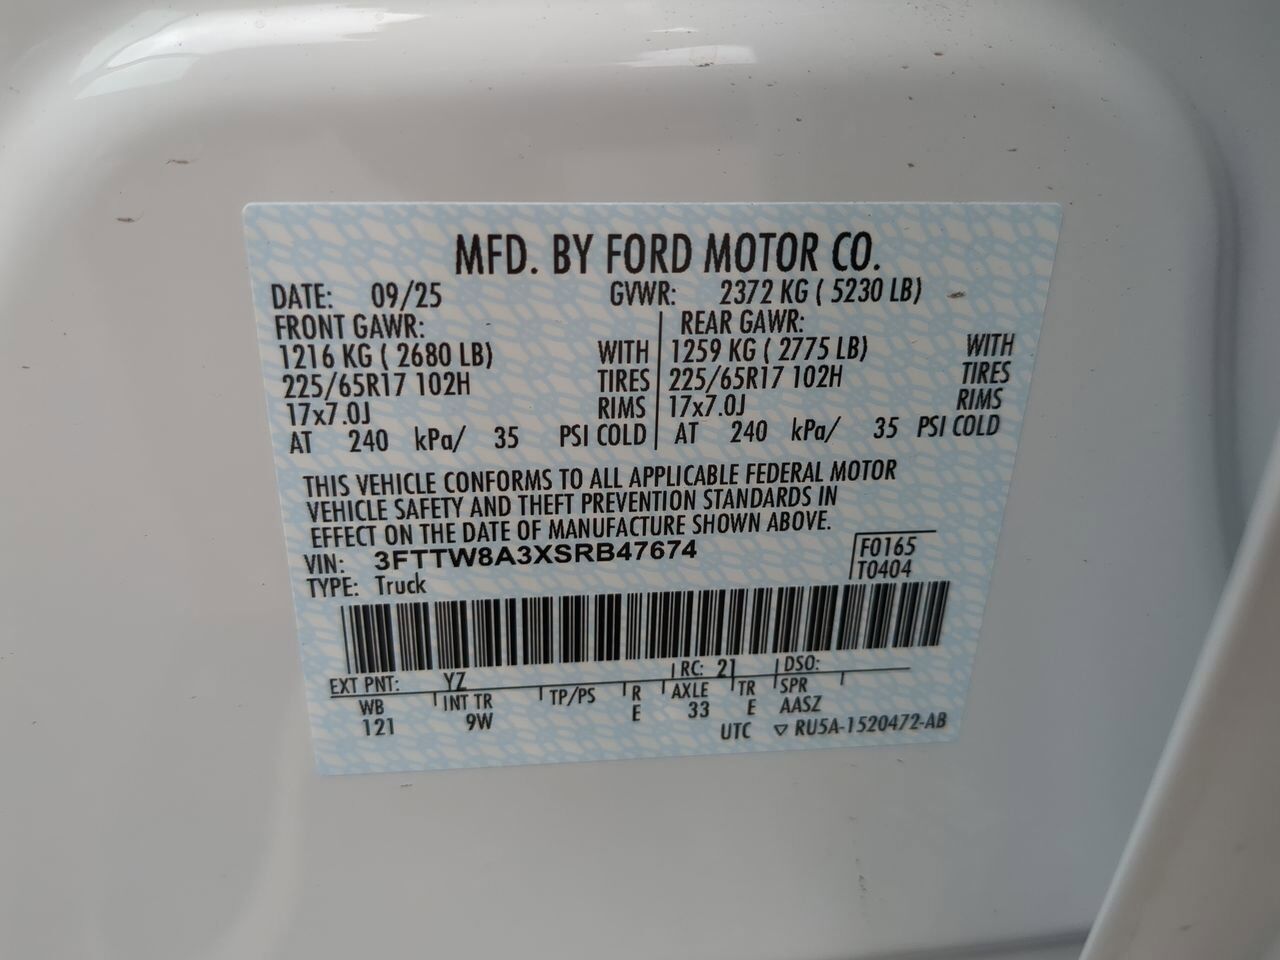 MFD. BY FORD MOTOR CO.
DATE: 09/25 GVWR: 2372 KG ( 5230 LB)
FRONT GAWR: REAR GAWR:
1216 KG ( 2680 LB) WITH 1259 KG ( 2775 LB) WITH
225/65R17 102H TIRES 225/65R17 102H TIRES
17x7.0J RIMS 17x7.0J RIMS
AT 240 kPa/ 35 PSI COLD AT 240 kPa/ 35 PSI COLD
THIS VEHICLE CONFORMS TO ALL APPLICABLE FEDERAL MOTOR
VEHICLE SAFETY AND THEFT PREVENTION STANDARDS IN
EFFECT ON THE DATE OF MANUFACTURE SHOWN ABOVE.
VIN: 3FTTW8A3XSRB47674 F0165
TYPE: Truck T0404
EXT PNT: YZ RC: 21 DSO:
WB INT TR TP/PS R AXLE TR SPR
121 9W E 33 E AASZ
UTC ▽ RU5A-1520472-AB